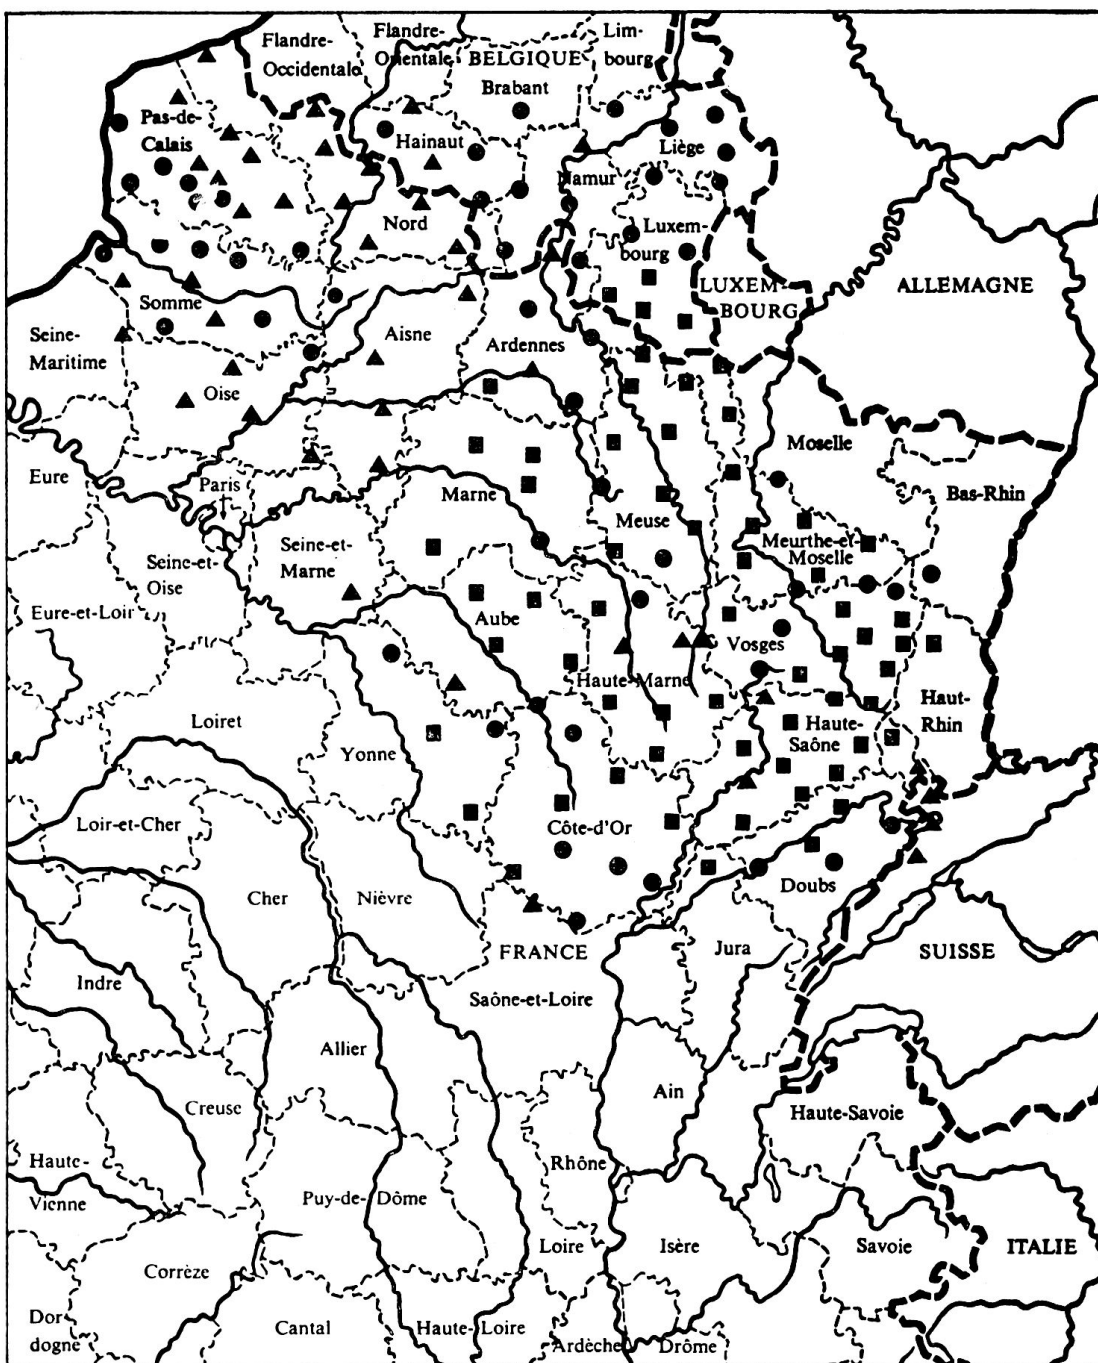 Flandre-
Occidentale
Flandre-
Orientale
BELGIQUE
Brabant
Lim-
bourg
Pas-de-
Calais
Hainaut
Liège
Namur
Nord
Luxem-
bourg
LUXEM-
BOURG
ALLEMAGNE
Somme
Seine-
Maritime
Aisne
Ardennes
Oise
Eure
Paris
Marne
Meuse
Moselle
Bas-Rhin
Seine-et-
Oise
Seine-et-
Marne
Meurthe-et-
Moselle
Eure-et-Loir
Aube
Vosges
Haute-Marne
Haut-
Rhin
Loiret
Yonne
Haute-
Saône
Loir-et-Cher
Côte-d'Or
Cher
Nièvre
Doubs
FRANCE
Jura
SUISSE
Indre
Saône-et-Loire
Allier
Ain
Creuse
Haute-Savoie
Haute-
Vienne
Rhône
Puy-de-Dôme
Loire
Isère
Savoie
ITALIE
Corrèze
Dor
dogne
Cantal
Haute-Loire
Ardèche
Drôme